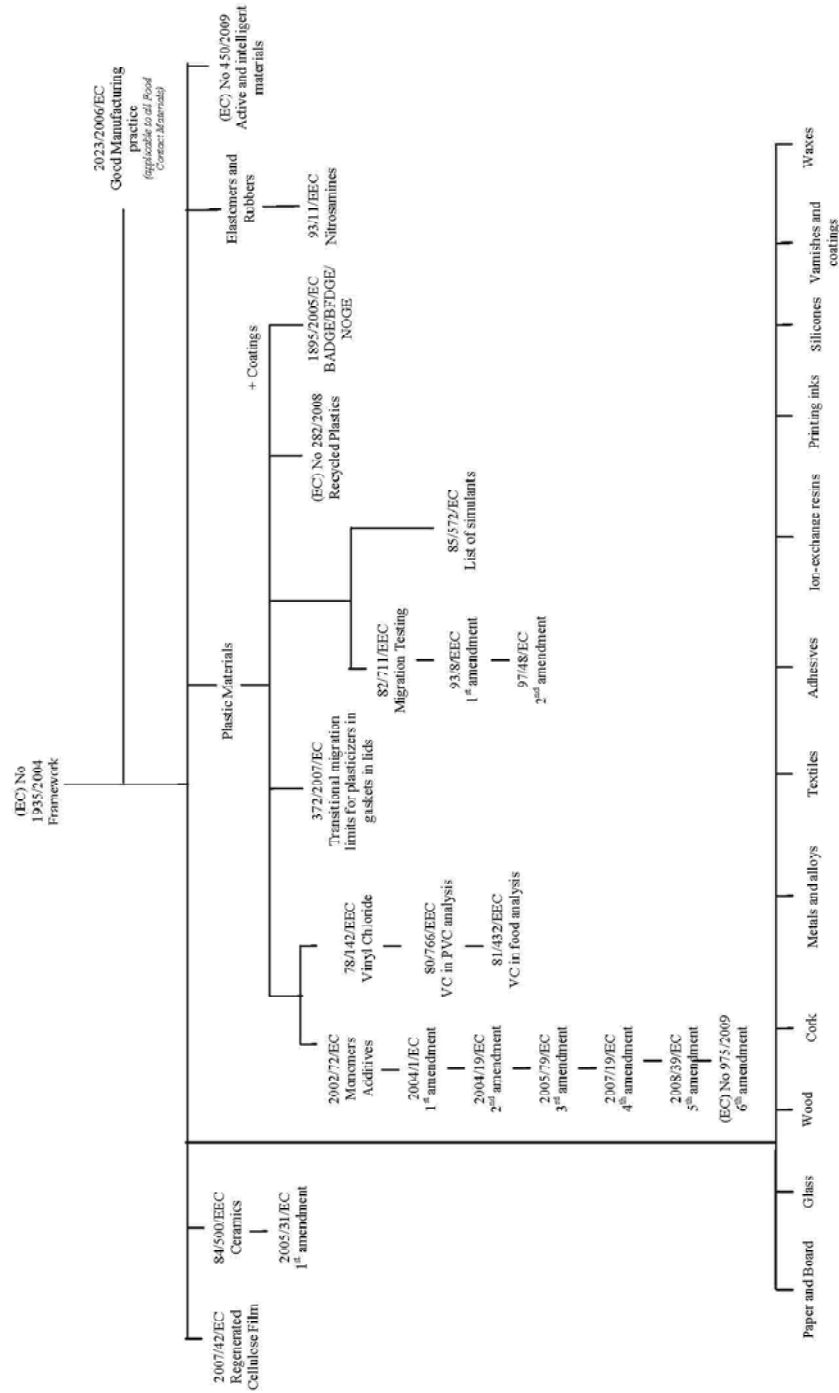 (EC) No
1935/2004
Framework
2023/2006/EC
Good Manufacturing
practice
(applicable to all Food
Contact Materials)
2007/42/EC
Regenerated
Cellulose Film
84/500/EEC
Ceramics
2005/31/EC
1st amendment
Plastic Materials
+ Coatings
Elastomers and
Rubbers
93/11/EEC
Nitrosamines
(EC) No 450/2009
Active and intelligent
materials
2002/72/EC
Monomers
Additives
2004/1/EC
1st amendment
2004/19/EC
2nd amendment
2005/79/EC
3rd amendment
2007/19/EC
4th amendment
2008/39/EC
5th amendment
(EC) No 975/2009
6th amendment
78/142/EEC
Vinyl Chloride
80/766/EEC
VC in PVC analysis
81/432/EEC
VC in food analysis
372/2007/EC
Transitional migration
limits for plasticizers in
gaskets in lids
82/711/EEC
Migration Testing
93/8/EEC
1st amendment
97/48/EC
2nd amendment
85/572/EC
List of simulants
(EC) No 282/2008
Recycled Plastics
1895/2005/EC
BADGE/BFDGE/
NOGE
Paper and Board
Glass
Wood
Cork
Metals and alloys
Textiles
Adhesives
Ion-exchange resins
Printing inks
Silicones
Varnishes and
coatings
Waxes